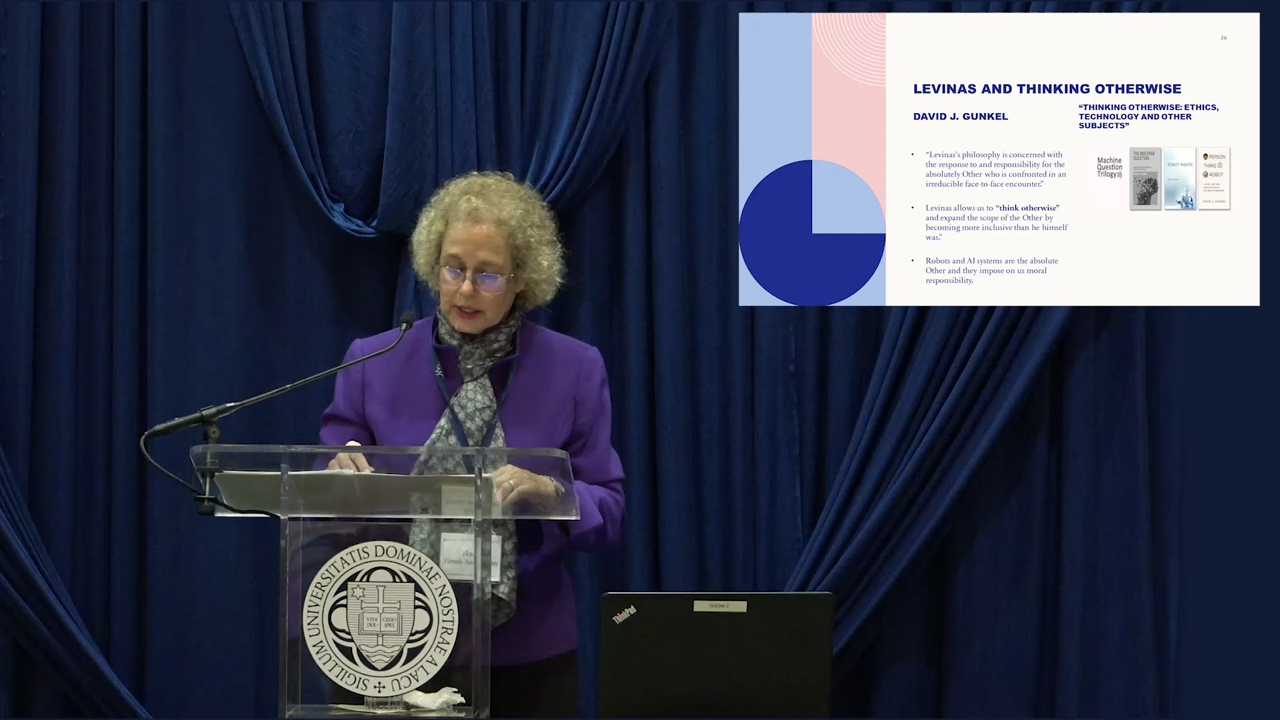 34
LEVINAS AND THINKING OTHERWISE
DAVID J. GUNKEL
“THINKING OTHERWISE: ETHICS,
TECHNOLOGY AND OTHER
SUBJECTS”
• “Levinas’s philosophy is concerned with
the response to and responsibility for the
absolutely Other who is confronted in an
irreducible face-to-face encounter.”
• Levinas allows us to “think otherwise”
and expand the scope of the Other by
becoming more inclusive than he himself
was.”
• Robots and AI systems are the absolute
Other and they impose on us moral
responsibility.
Machine
Question
Trilogy
THE MACHINE
QUESTION
ROBOT RIGHTS
PERSON
THING
ROBOT
SIGILLUM UNIVERSITATIS DOMINAE NOSTRAE A LACU
VITA
DUL
CEDO
SPES
ThinkPad